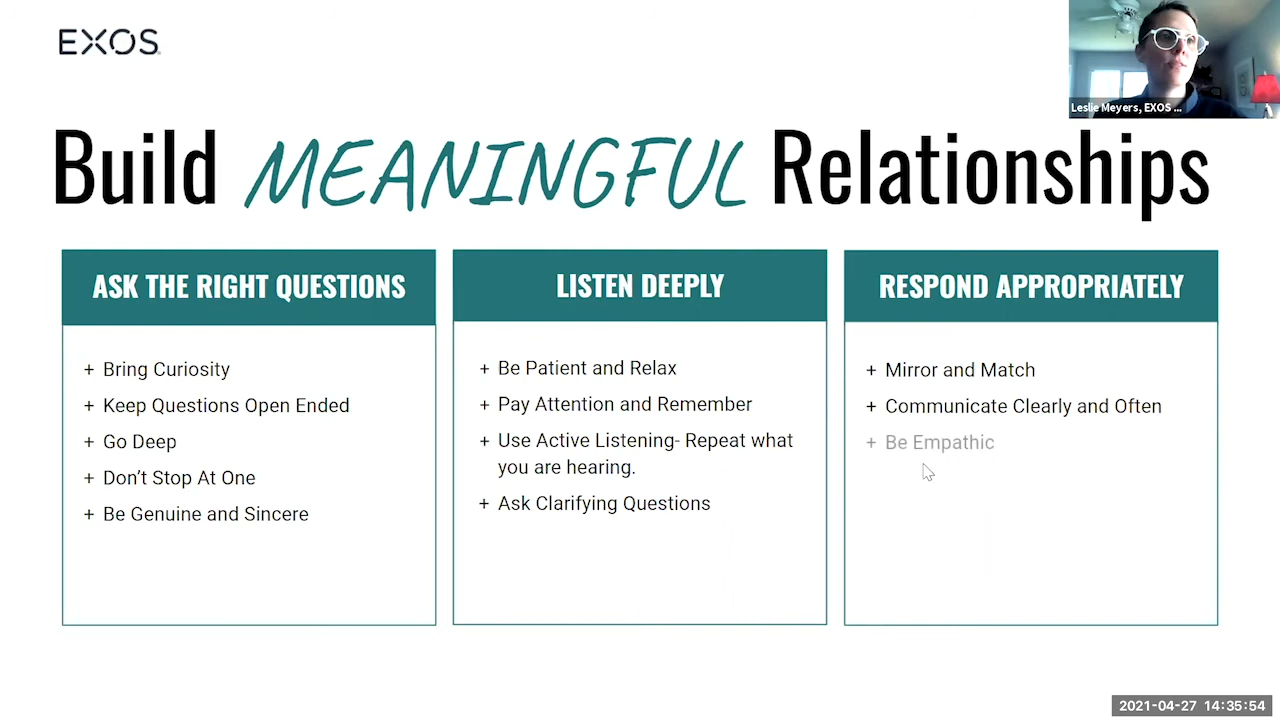 EXOS
Leslie Meyers, EXOS ...
Build MEANINGFUL Relationships
ASK THE RIGHT QUESTIONS
+ Bring Curiosity
+ Keep Questions Open Ended
+ Go Deep
+ Don’t Stop At One
+ Be Genuine and Sincere
LISTEN DEEPLY
+ Be Patient and Relax
+ Pay Attention and Remember
+ Use Active Listening- Repeat what
you are hearing.
+ Ask Clarifying Questions
RESPOND APPROPRIATELY
+ Mirror and Match
+ Communicate Clearly and Often
+ Be Empathic
2021-04-27 14:35:54